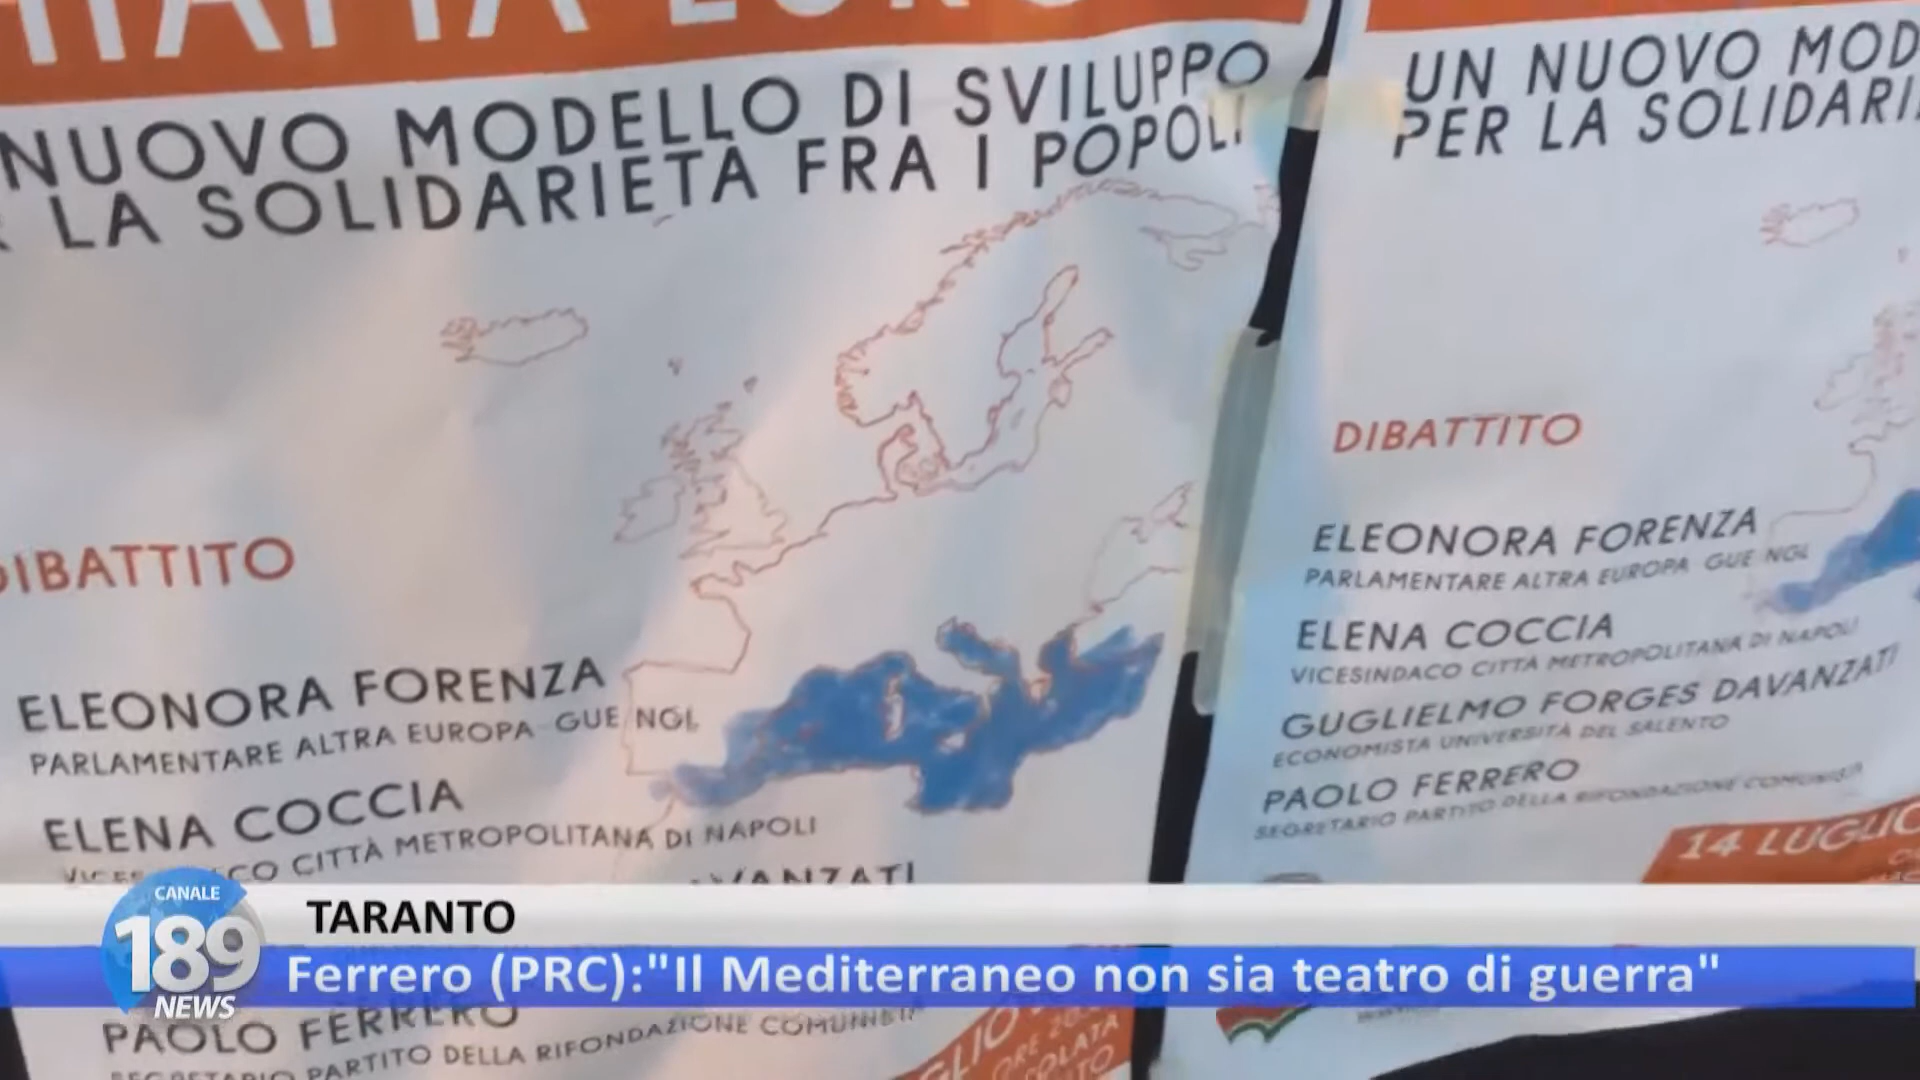 NUOVO MODELLO DI SVILUPPO
LA SOLIDARIETA FRA I POPOLI
DIBATTITO
ELEONORA FORENZA
PARLAMENTARE ALTRA EUROPA GUE NGL
ELENA COCCIA
CITTÀ METROPOLITANA DI NAPOLI
PAOLO FERRERO
PARTITO DELLA RIFONDAZIONE COMUNISTA
UN NUOVO MOD
PER LA SOLIDARI
DIBATTITO
ELEONORA FORENZA
PARLAMENTARE ALTRA EUROPA GUE NGL
ELENA COCCIA
VICESINDACO CITTÀ METROPOLITANA DI NAPOLI
GUGLIELMO FORGES DAVANZATI
ECONOMISTA UNIVERSITÀ DEL SALENTO
PAOLO FERRERO
SEGRETARIO PARTITO DELLA RIFONDAZIONE COMUNISTA
14 LUGLIO
CANALE
189
NEWS
TARANTO
Ferrero (PRC):"Il Mediterraneo non sia teatro di guerra"